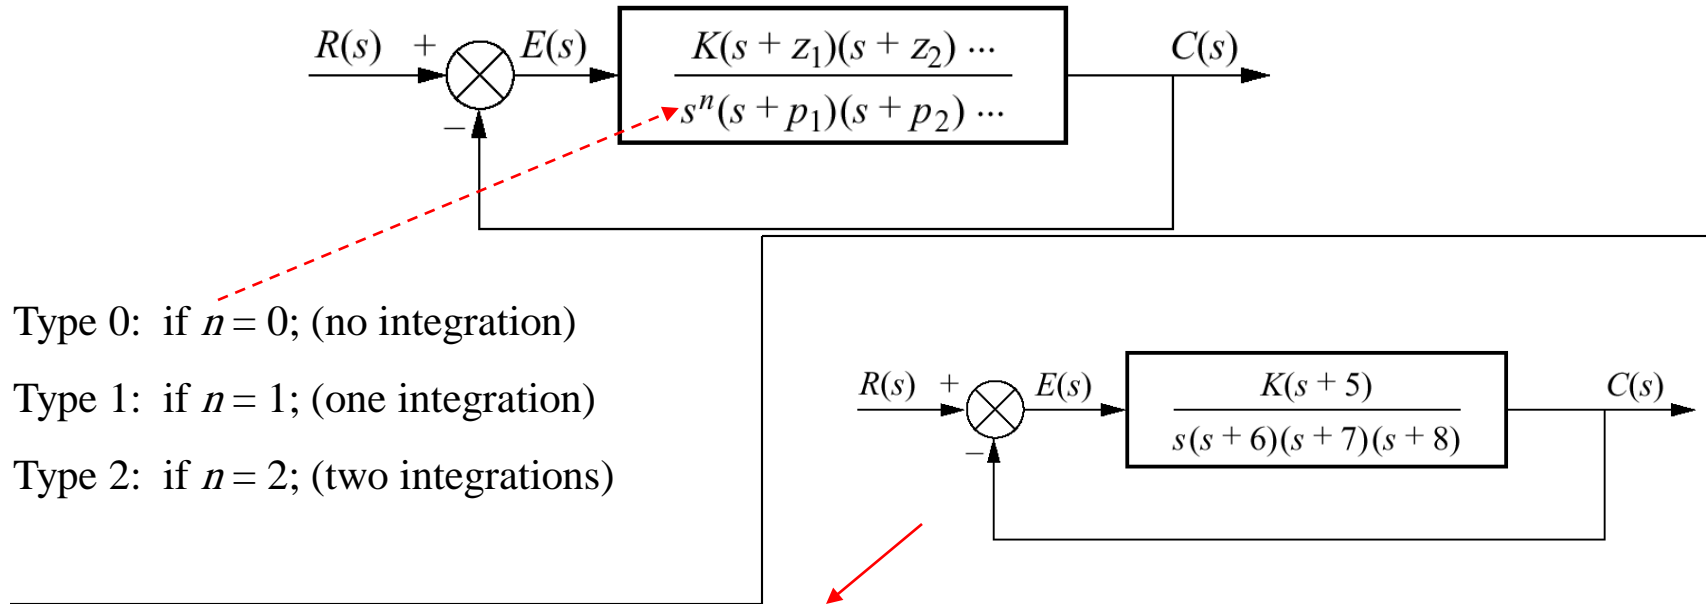 R(s) + E(s) K(s + z₁)(s + z₂) ··· C(s)
− sⁿ(s + p₁)(s + p₂) ···
Type 0: if n = 0; (no integration)
Type 1: if n = 1; (one integration)
Type 2: if n = 2; (two integrations)
R(s) + E(s) K(s + 5) C(s)
− s(s + 6)(s + 7)(s + 8)